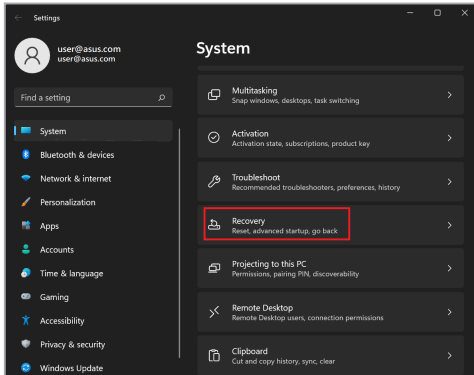 Settings
user@asus.com
user@asus.com
Find a setting
System
Bluetooth & devices
Network & internet
Personalization
Apps
Accounts
Time & language
Gaming
Accessibility
Privacy & security
Windows Update
System
Multitasking
Snap windows, desktops, task switching
Activation
Activation state, subscriptions, product key
Troubleshoot
Recommended troubleshooters, preferences, history
Recovery
Reset, advanced startup, go back
Projecting to this PC
Permissions, pairing PIN, discoverability
Remote Desktop
Remote Desktop users, connection permissions
Clipboard
Cut and copy history, sync, clear